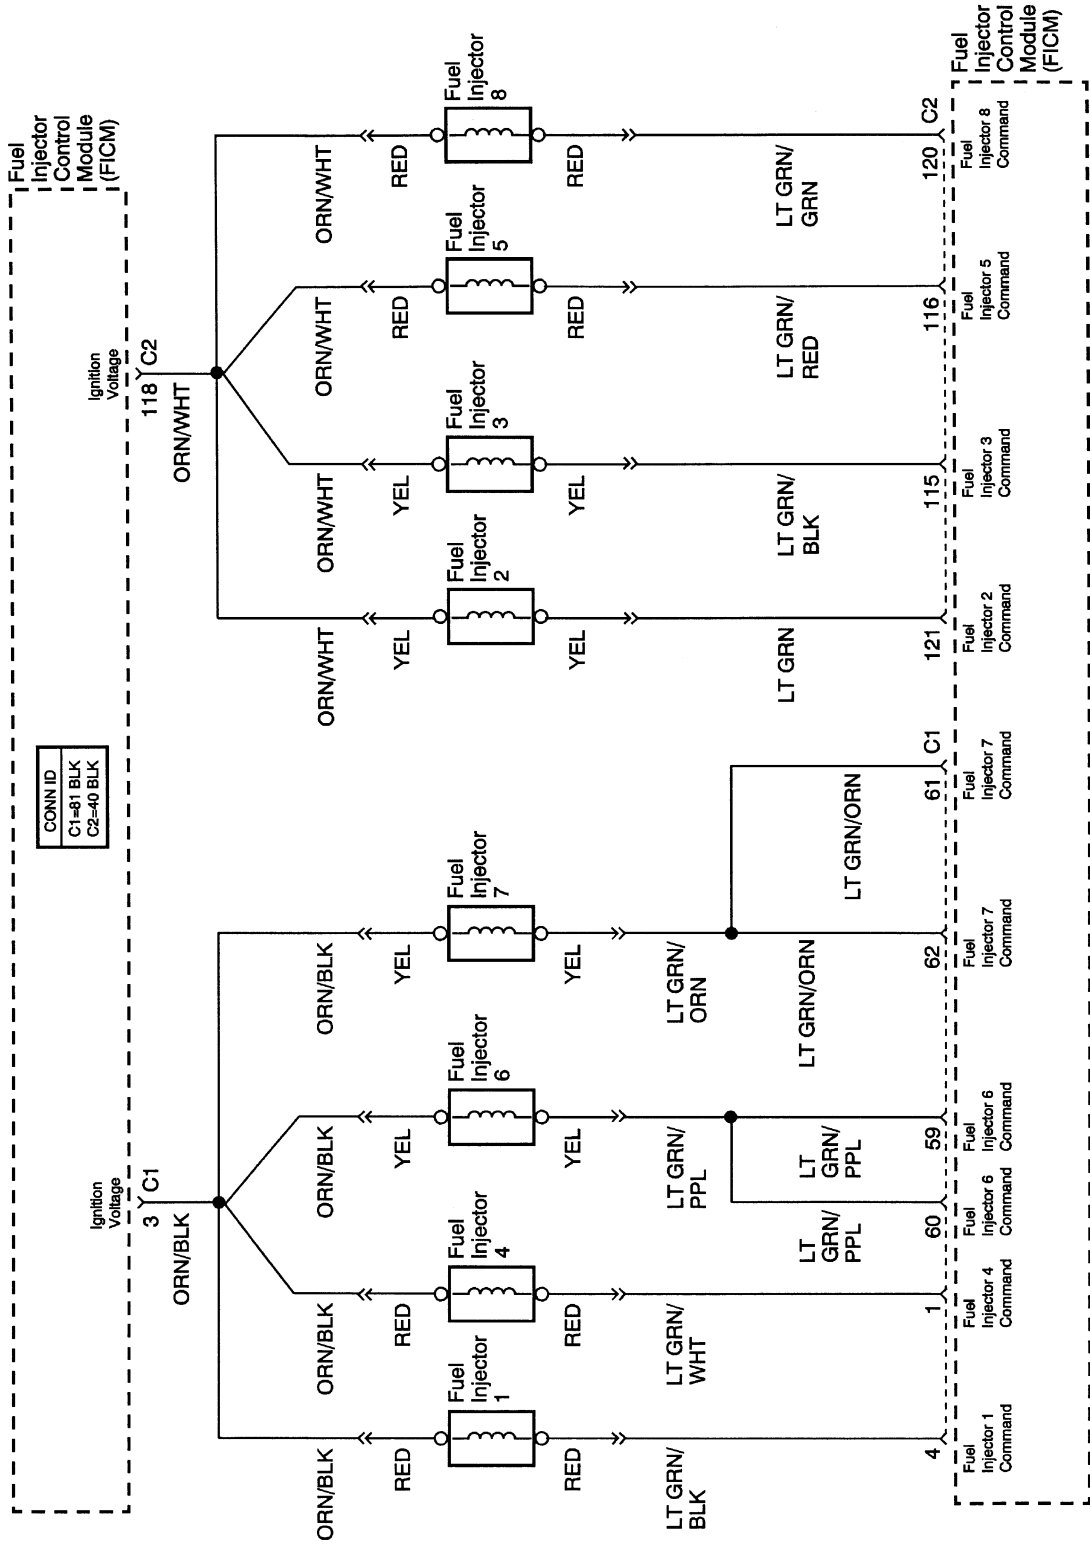 Fuel
Injector
Control
Module
(FICM)
Ignition
Voltage
3 C1
ORN/BLK
CONN ID
C1=81 BLK
C2=40 BLK
Ignition
Voltage
118 C2
ORN/WHT
ORN/BLK
ORN/BLK
ORN/BLK
ORN/BLK
ORN/WHT
ORN/WHT
ORN/WHT
ORN/WHT
RED
RED
YEL
YEL
YEL
YEL
RED
RED
Fuel
Injector
1
Fuel
Injector
4
Fuel
Injector
6
Fuel
Injector
7
Fuel
Injector
2
Fuel
Injector
3
Fuel
Injector
5
Fuel
Injector
8
RED
RED
YEL
YEL
YEL
YEL
RED
RED
LT GRN/
BLK
LT GRN/
WHT
LT GRN/
PPL
LT GRN/
ORN
LT GRN
LT GRN/
BLK
LT GRN/
RED
LT GRN/
GRN
LT
GRN/
PPL
LT
GRN/
PPL
LT GRN/ORN
LT GRN/ORN
4
1
60
59
62
61 C1
121
115
116
120 C2
Fuel
Injector 1
Command
Fuel
Injector 4
Command
Fuel
Injector 6
Command
Fuel
Injector 6
Command
Fuel
Injector 7
Command
Fuel
Injector 7
Command
Fuel
Injector 2
Command
Fuel
Injector 3
Command
Fuel
Injector 5
Command
Fuel
Injector 8
Command
Fuel
Injector
Control
Module
(FICM)